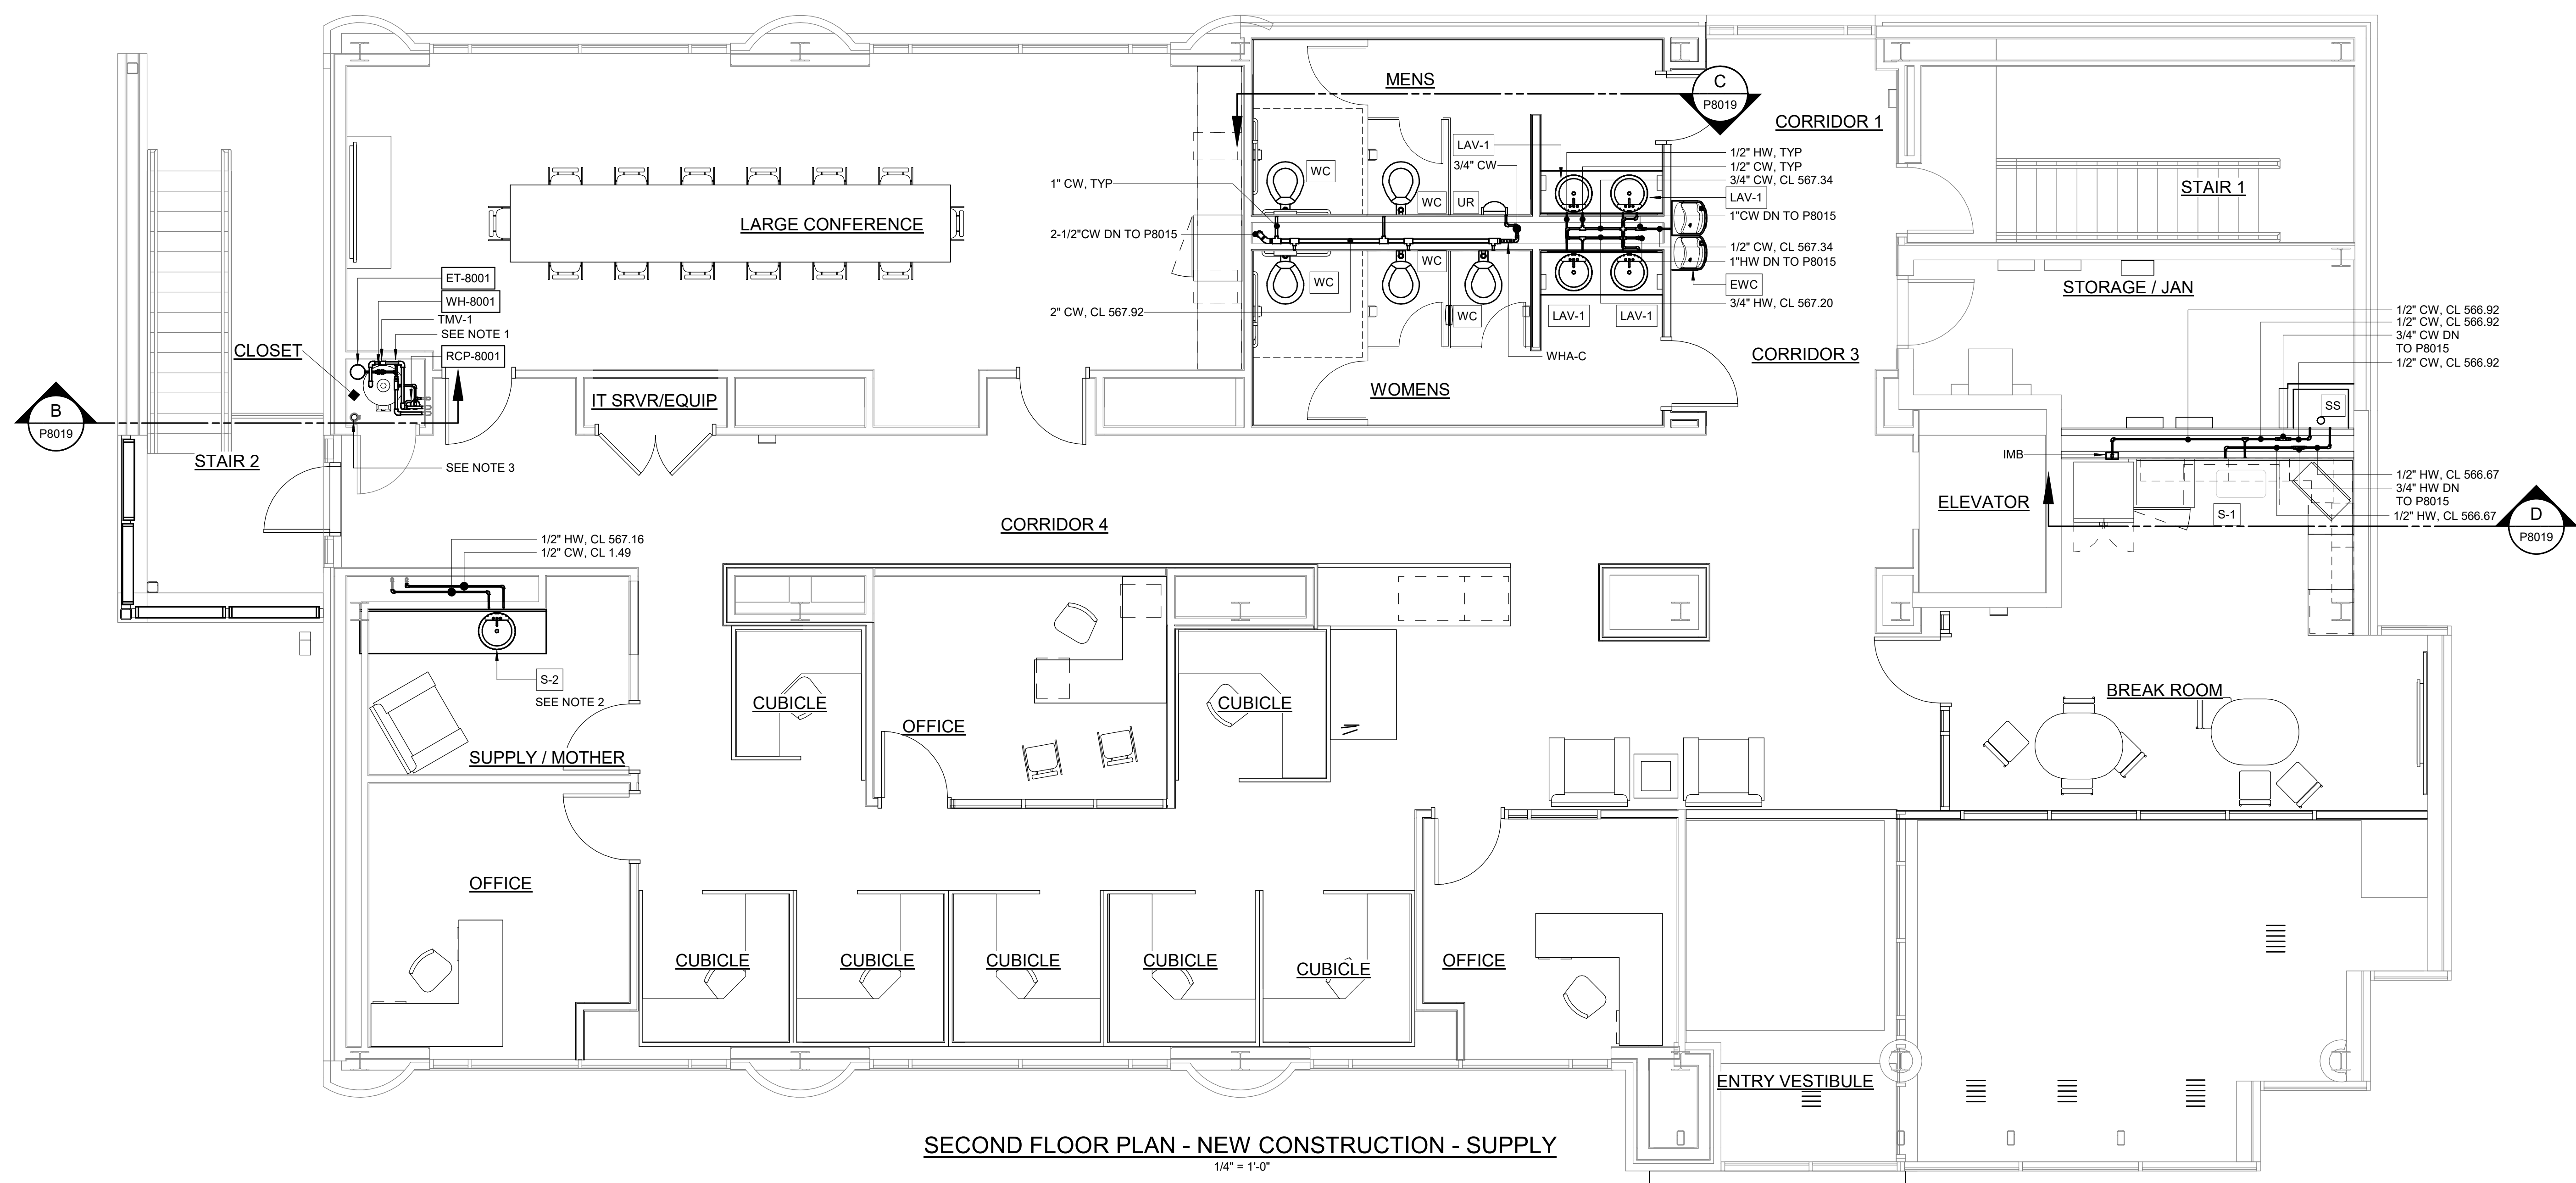 MENS
C
P8019
CORRIDOR 1
LAV-1
3/4" CW
1/2" HW, TYP
1/2" CW, TYP
3/4" CW, CL 567.34
LAV-1
1"CW DN TO P8015
1/2" CW, CL 567.34
1"HW DN TO P8015
EWC
3/4" HW, CL 567.20
WC
WC
UR
1" CW, TYP
2-1/2"CW DN TO P8015
2" CW, CL 567.92
WC
WC
WC
LAV-1
LAV-1
WHA-C
WOMENS
STAIR 1
LARGE CONFERENCE
ET-8001
WH-8001
TMV-1
SEE NOTE 1
RCP-8001
CLOSET
B
P8019
IT SRVR/EQUIP
STAIR 2
SEE NOTE 3
CORRIDOR 3
STORAGE / JAN
1/2" CW, CL 566.92
1/2" CW, CL 566.92
3/4" CW DN
TO P8015
1/2" CW, CL 566.92
SS
IMB
1/2" HW, CL 566.67
3/4" HW DN
TO P8015
1/2" HW, CL 566.67
ELEVATOR
S-1
D
P8019
CORRIDOR 4
1/2" HW, CL 567.16
1/2" CW, CL 1.49
S-2
SEE NOTE 2
SUPPLY / MOTHER
CUBICLE
OFFICE
CUBICLE
BREAK ROOM
OFFICE
CUBICLE
CUBICLE
CUBICLE
CUBICLE
CUBICLE
OFFICE
ENTRY VESTIBULE
SECOND FLOOR PLAN - NEW CONSTRUCTION - SUPPLY
1/4" = 1'-0"